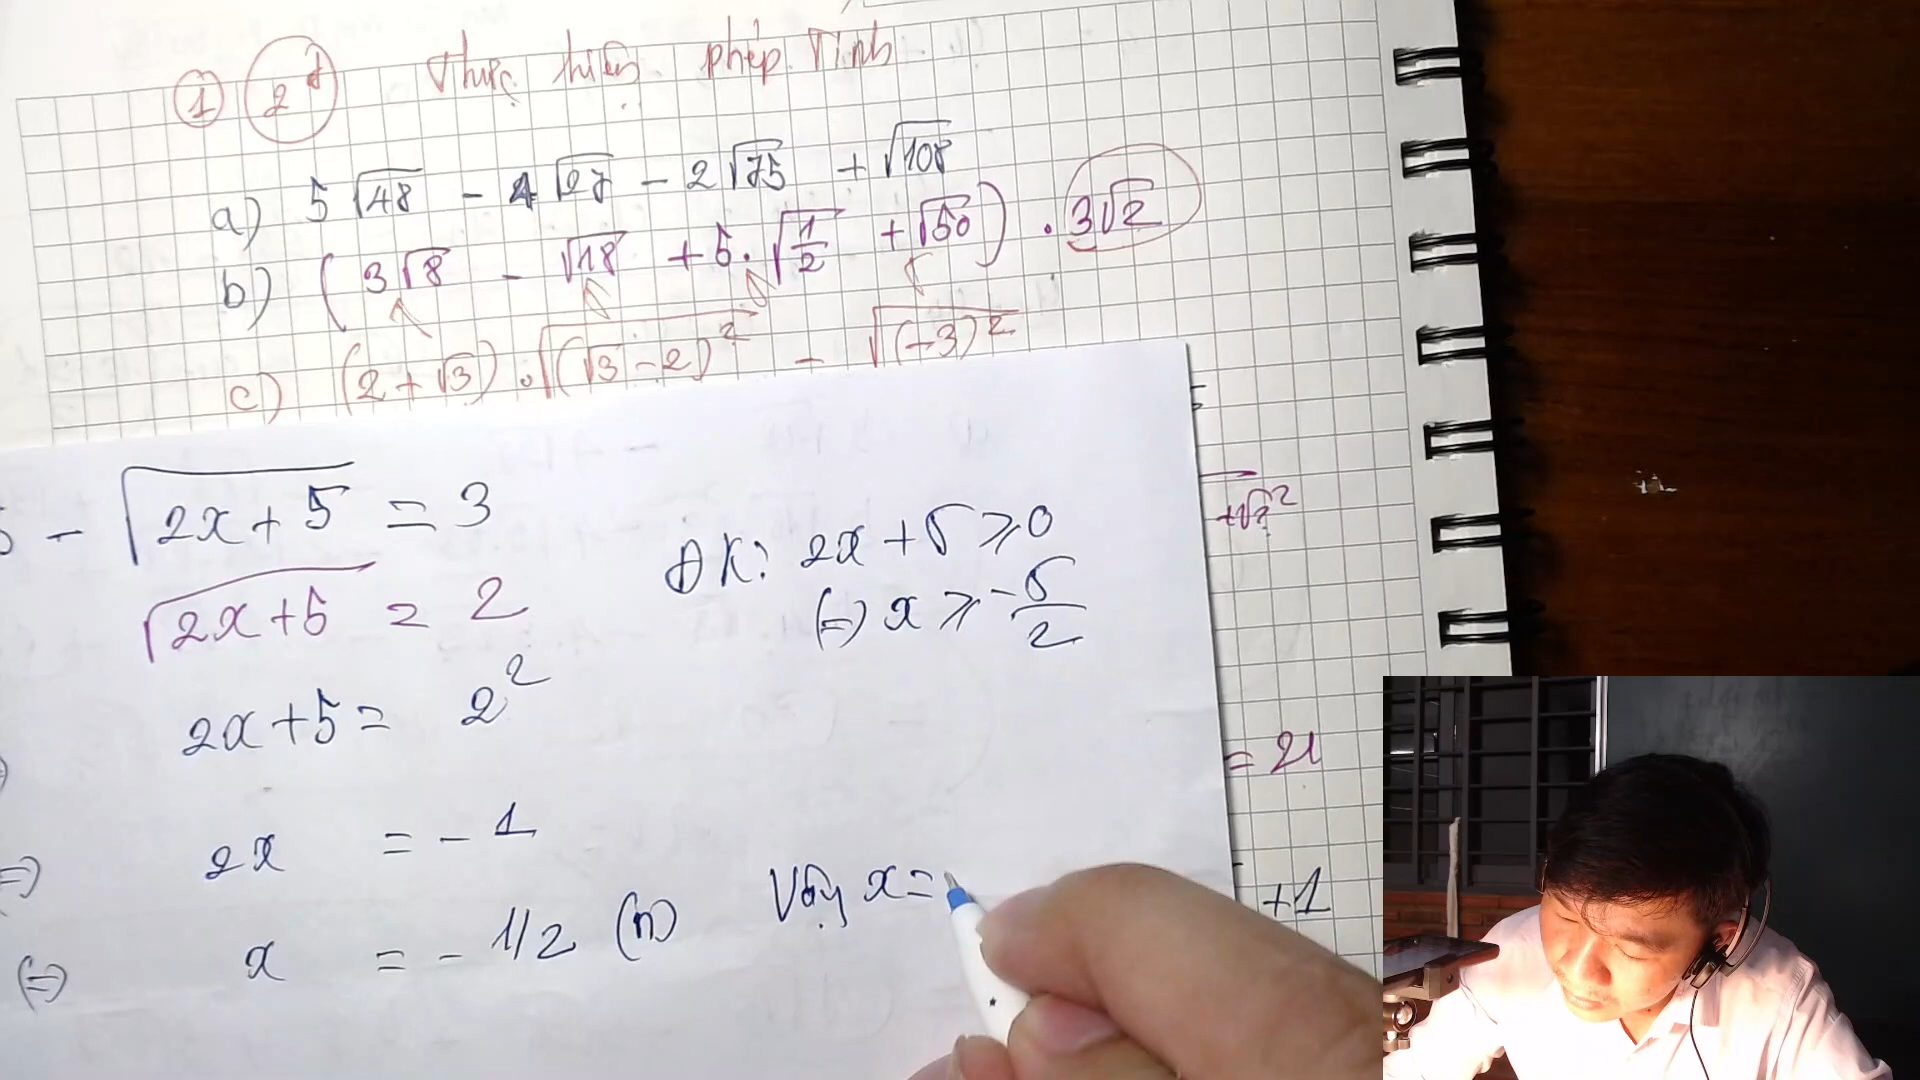 ① 2đ Thực hiện phép tính
a) 5√48 - 4√27 - 2√75 + √108
b) (3√8 - √18 + 5.√(1/2) + √50) . 3√2
c) (2+√3).√((√3-2)²) - √((-3)²)
5 - √(2x+5) = 3
√(2x+5) = 2
2x+5 = 2²
(=) 2x = - 1
(=) x = - 1/2 (n)
ĐK: 2x + 5 ⩾ 0
(=) x ⩾ -5/2
Vậy x =
= 21
+1